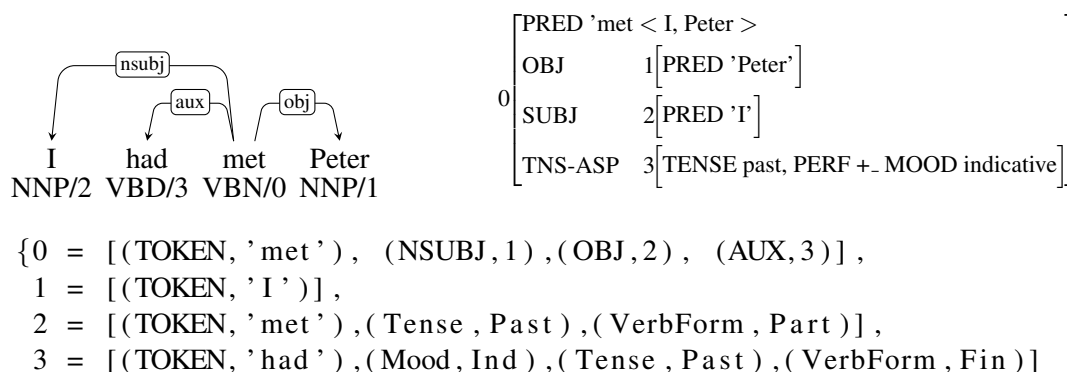 nsubj
aux obj
I had met Peter
NNP/2 VBD/3 VBN/0 NNP/1
PRED 'met < I, Peter >
OBJ 1[PRED 'Peter']
0 SUBJ 2[PRED 'I']
TNS-ASP 3[TENSE past, PERF +_ MOOD indicative]
{0 = [(TOKEN, 'met'), (NSUBJ,1),(OBJ,2), (AUX,3)],
1 = [(TOKEN, 'I')],
2 = [(TOKEN, 'met'),(Tense,Past),(VerbForm,Part)],
3 = [(TOKEN, 'had'),(Mood,Ind),(Tense,Past),(VerbForm,Fin)]